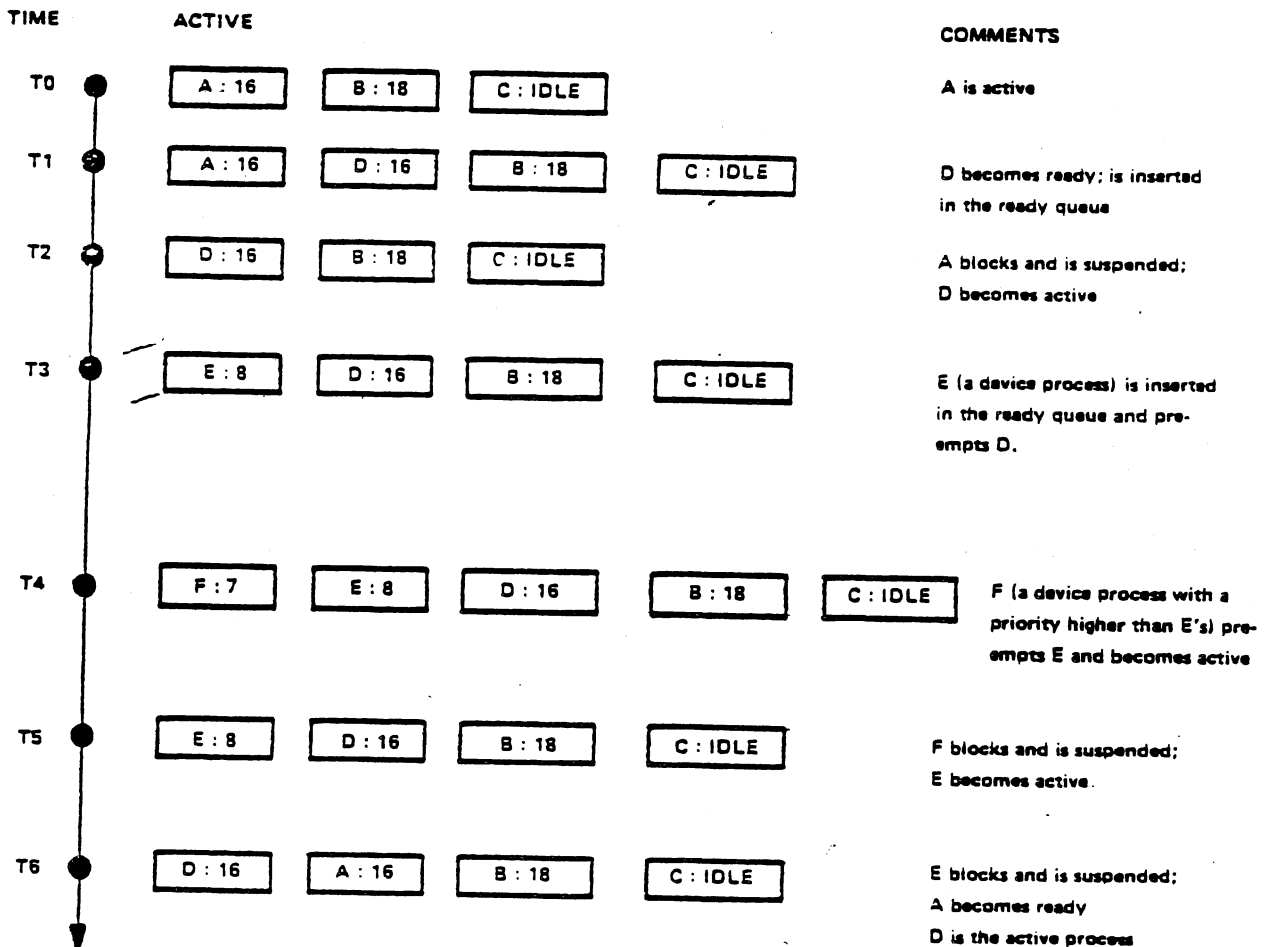 TIME ACTIVE COMMENTS
T0 A : 16 B : 18 C : IDLE A is active
T1 A : 16 D : 16 B : 18 C : IDLE D becomes ready; is inserted
in the ready queue
T2 D : 16 B : 18 C : IDLE A blocks and is suspended;
D becomes active
T3 E : 8 D : 16 B : 18 C : IDLE E (a device process) is inserted
in the ready queue and pre-
empts D.
T4 F : 7 E : 8 D : 16 B : 18 C : IDLE F (a device process with a
priority higher than E's) pre-
empts E and becomes active
T5 E : 8 D : 16 B : 18 C : IDLE F blocks and is suspended;
E becomes active.
T6 D : 16 A : 16 B : 18 C : IDLE E blocks and is suspended;
A becomes ready
D is the active process